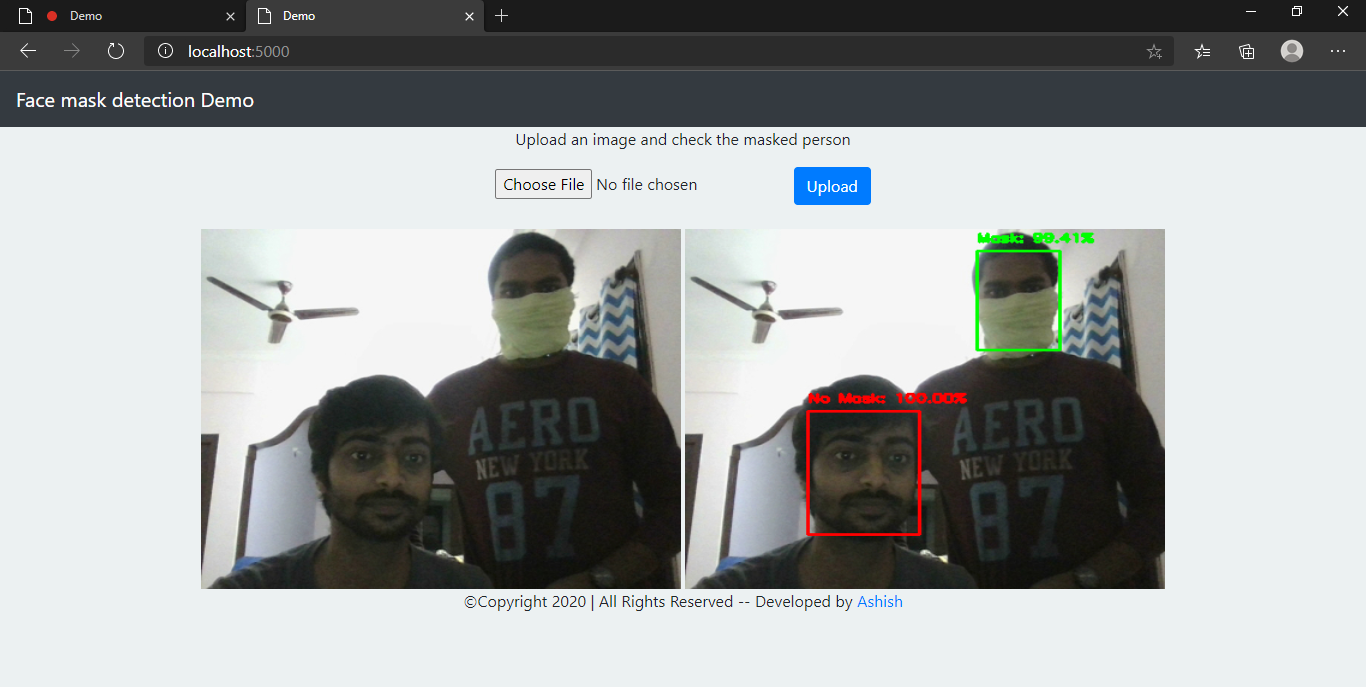 Demo
Demo
localhost:5000
Face mask detection Demo
Upload an image and check the masked person
Choose File No file chosen
Upload
Mask: 99.41%
No Mask: 100.00%
AERO
NEW YORK
87
AERO
NEW YORK
87
©Copyright 2020 | All Rights Reserved -- Developed by Ashish